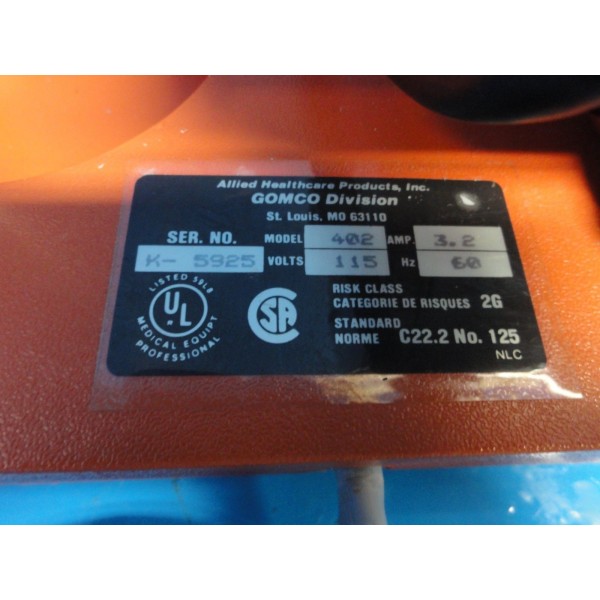 Allied Healthcare Products, Inc.
GOMCO Division
St. Louis, MO 63110
SER. NO. MODEL 402 AMP. 3.2
K- 5925 VOLTS 115 Hz 60
LISTED 59L8
UL
MEDICAL EQUIPT
PROFESSIONAL
CSA
RISK CLASS
CATEGORIE DE RISQUES 2G
STANDARD
NORME C22.2 No. 125
NLC